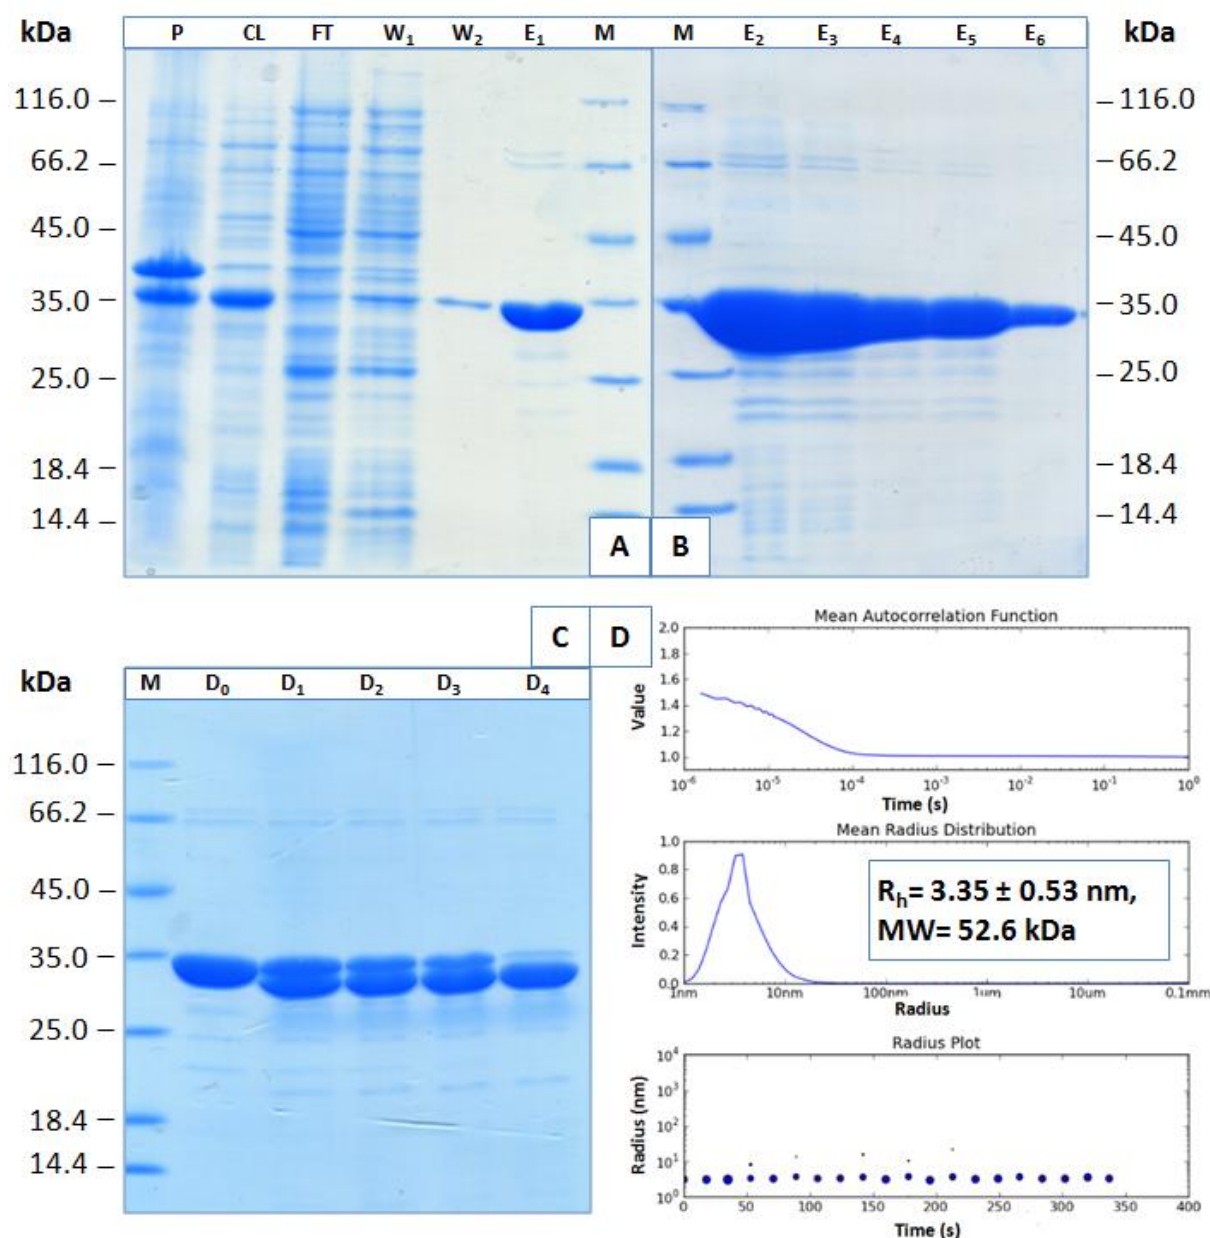 kDa P CL FT W₁ W₂ E₁ M M E₂ E₃ E₄ E₅ E₆ kDa
116.0 – – 116.0
66.2 – – 66.2
45.0 – – 45.0
35.0 – – 35.0
25.0 – – 25.0
18.4 – – 18.4
14.4 – – 14.4
A B
C D
kDa M D₀ D₁ D₂ D₃ D₄
116.0 –
66.2 –
45.0 –
35.0 –
25.0 –
18.4 –
14.4 –
Mean Autocorrelation Function
Value
2.0
1.8
1.6
1.4
1.2
1.0
10⁻⁶ 10⁻⁵ 10⁻⁴ 10⁻³ 10⁻² 10⁻¹ 10⁰
Time (s)
Mean Radius Distribution
Intensity
1.0
0.8
0.6
0.4
0.2
0.0
Rₕ= 3.35 ± 0.53 nm,
MW= 52.6 kDa
1nm 10nm 100nm 1um 10um 0.1mm
Radius
Radius Plot
Radius (nm)
10⁴
10³
10²
10¹
10⁰
0 50 100 150 200 250 300 350 400
Time (s)